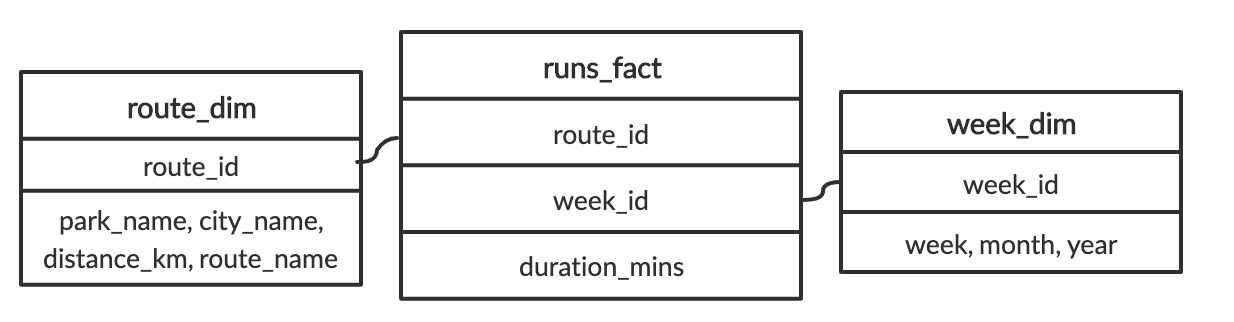 route_dim
route_id
park_name, city_name,
distance_km, route_name
runs_fact
route_id
week_id
duration_mins
week_dim
week_id
week, month, year